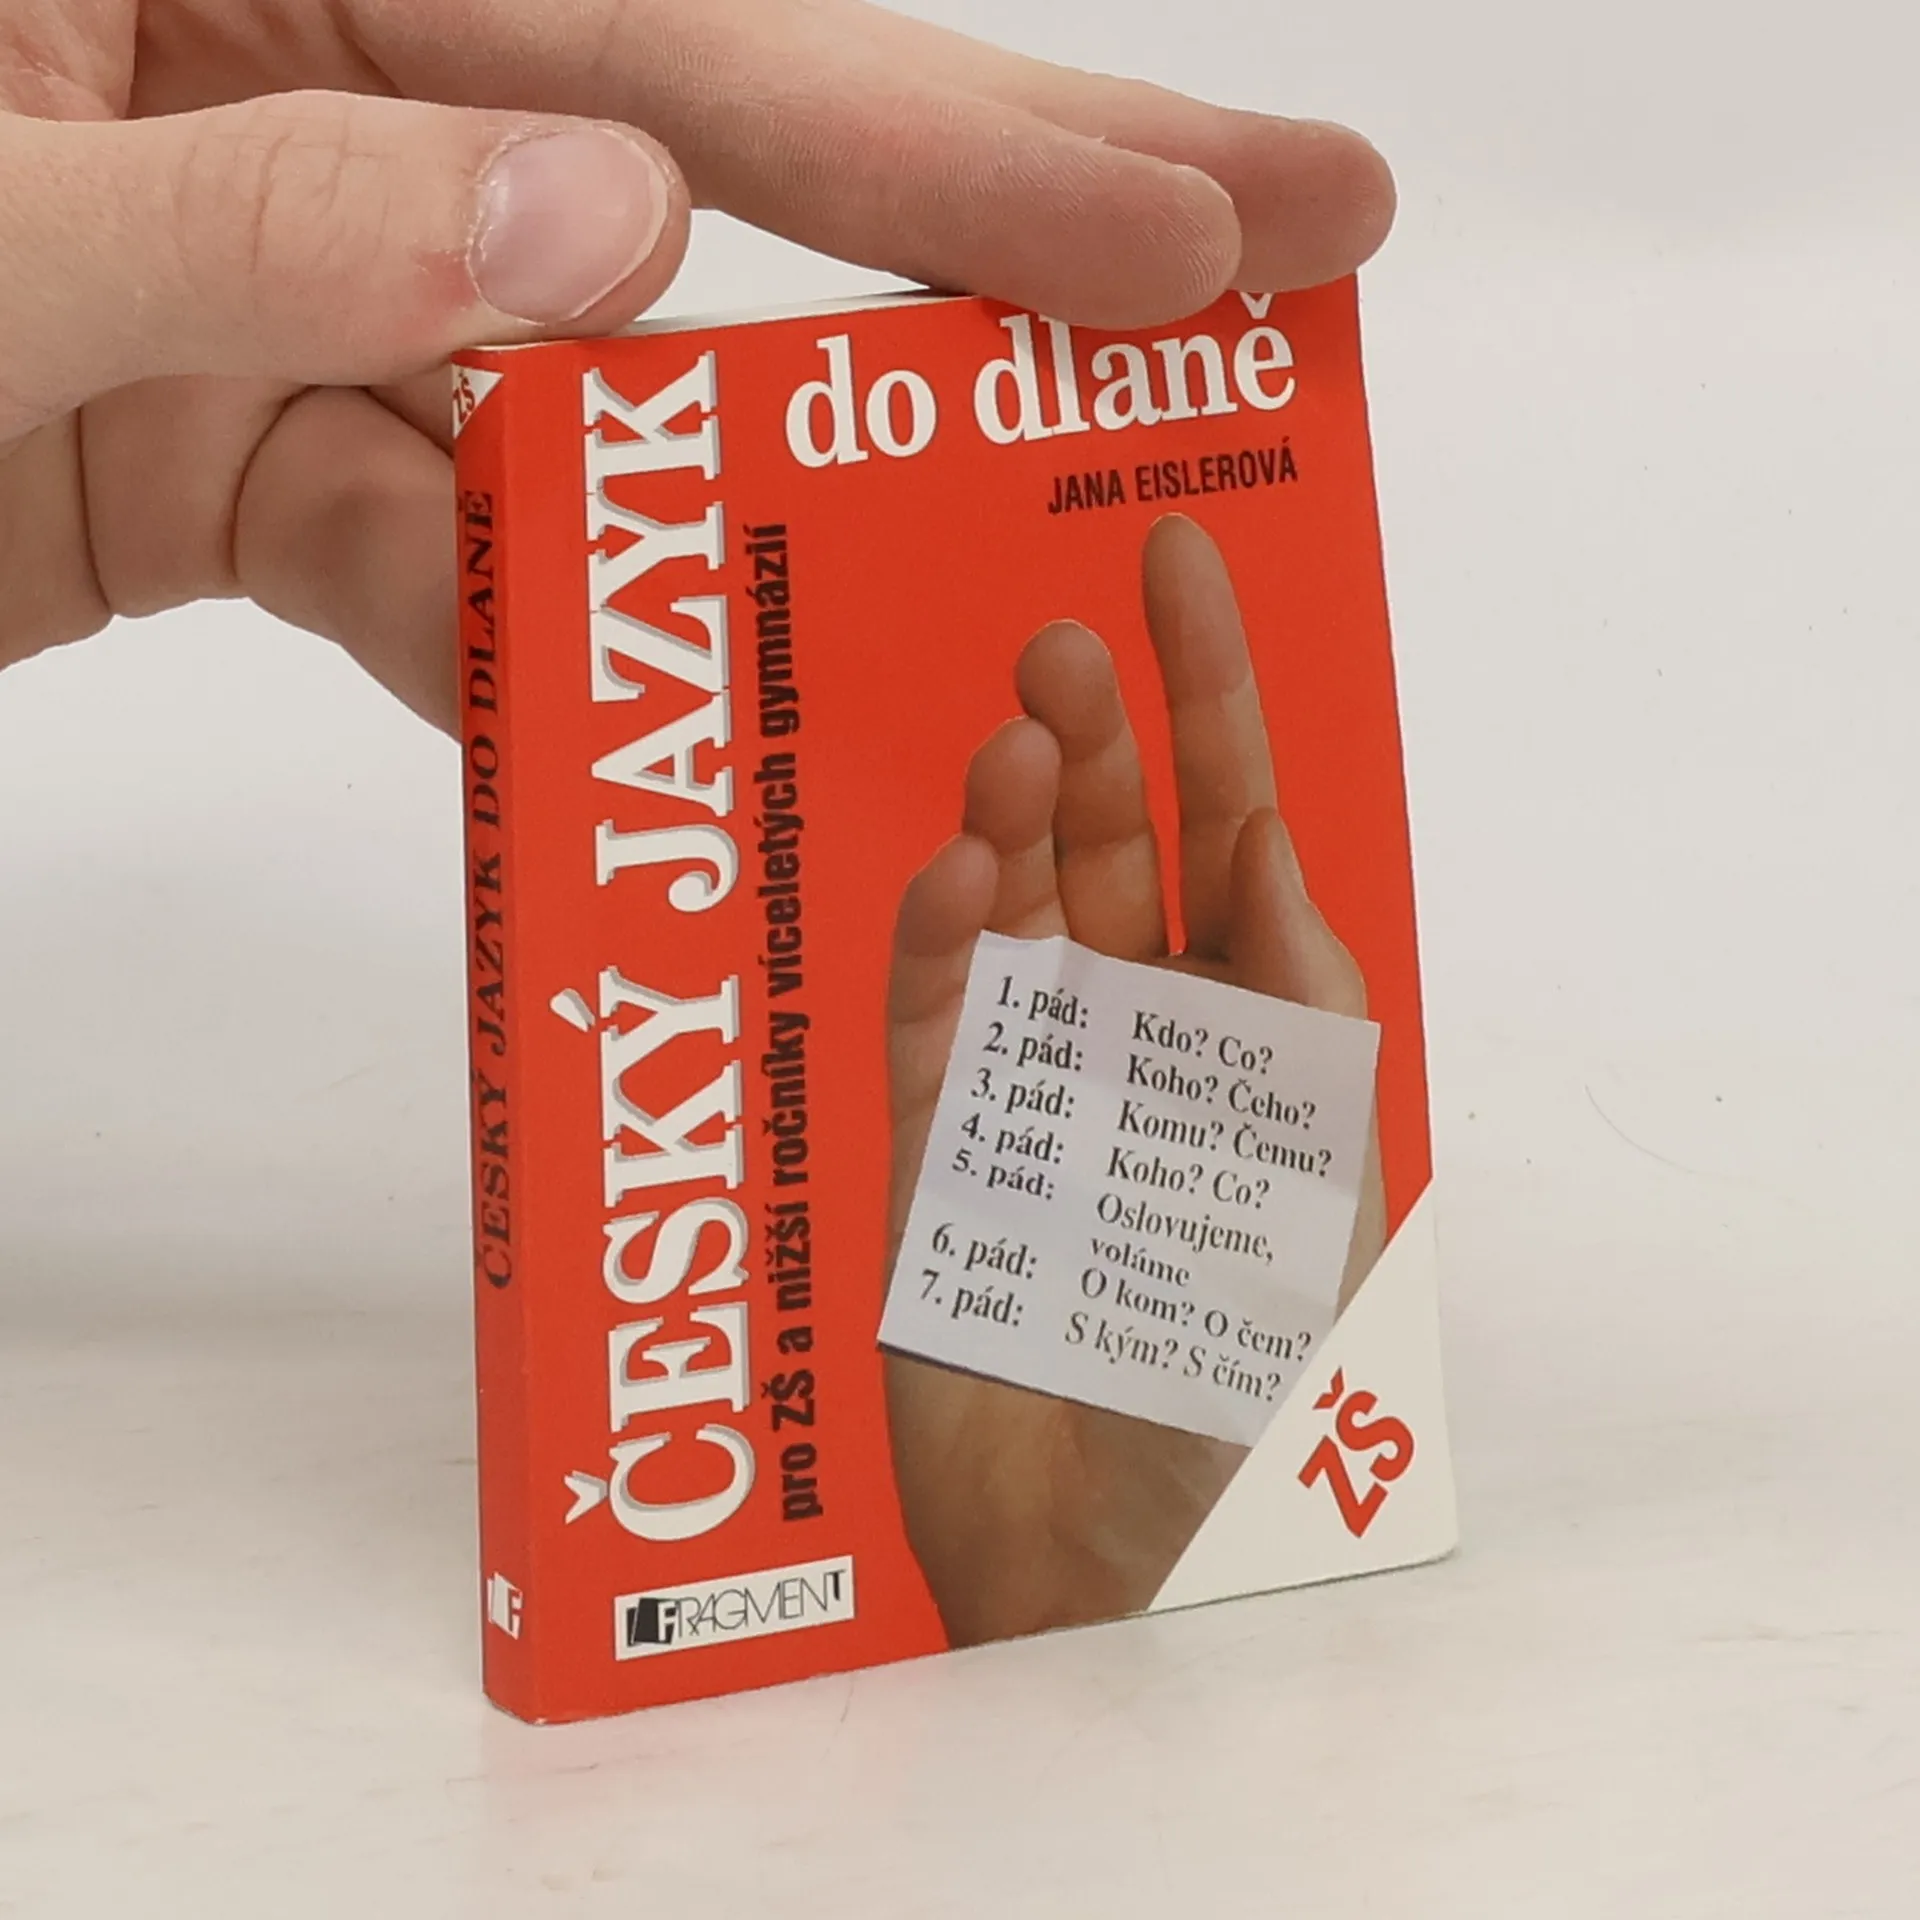 ZŠ
ČESKÝ JAZYK DO DLANĚ
F
ČESKÝ JAZYK
do dlaně
JANA EISLEROVÁ
pro ZŠ a nižší ročníky víceletých gymnázií
1. pád: Kdo? Co?
2. pád: Koho? Čeho?
3. pád: Komu? Čemu?
4. pád: Koho? Co?
5. pád: Oslovujeme,
voláme
6. pád: O kom? O čem?
7. pád: S kým? S čím?
ZŠ
FRAGMENT